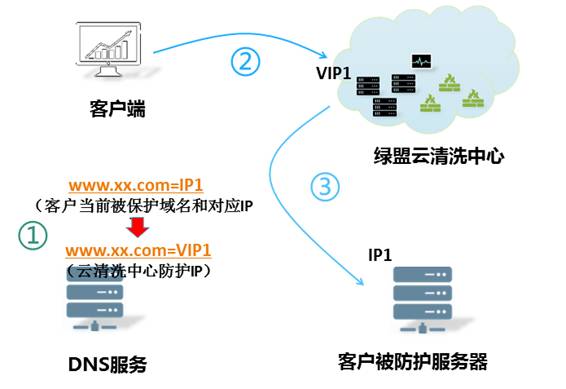 ②
VIP1
客户端
绿盟云清洗中心
www.xx.com=IP1
（客户当前被保护域名和对应IP
③
①
www.xx.com=VIP1
（云清洗中心防护IP）
IP1
DNS服务
客户被防护服务器